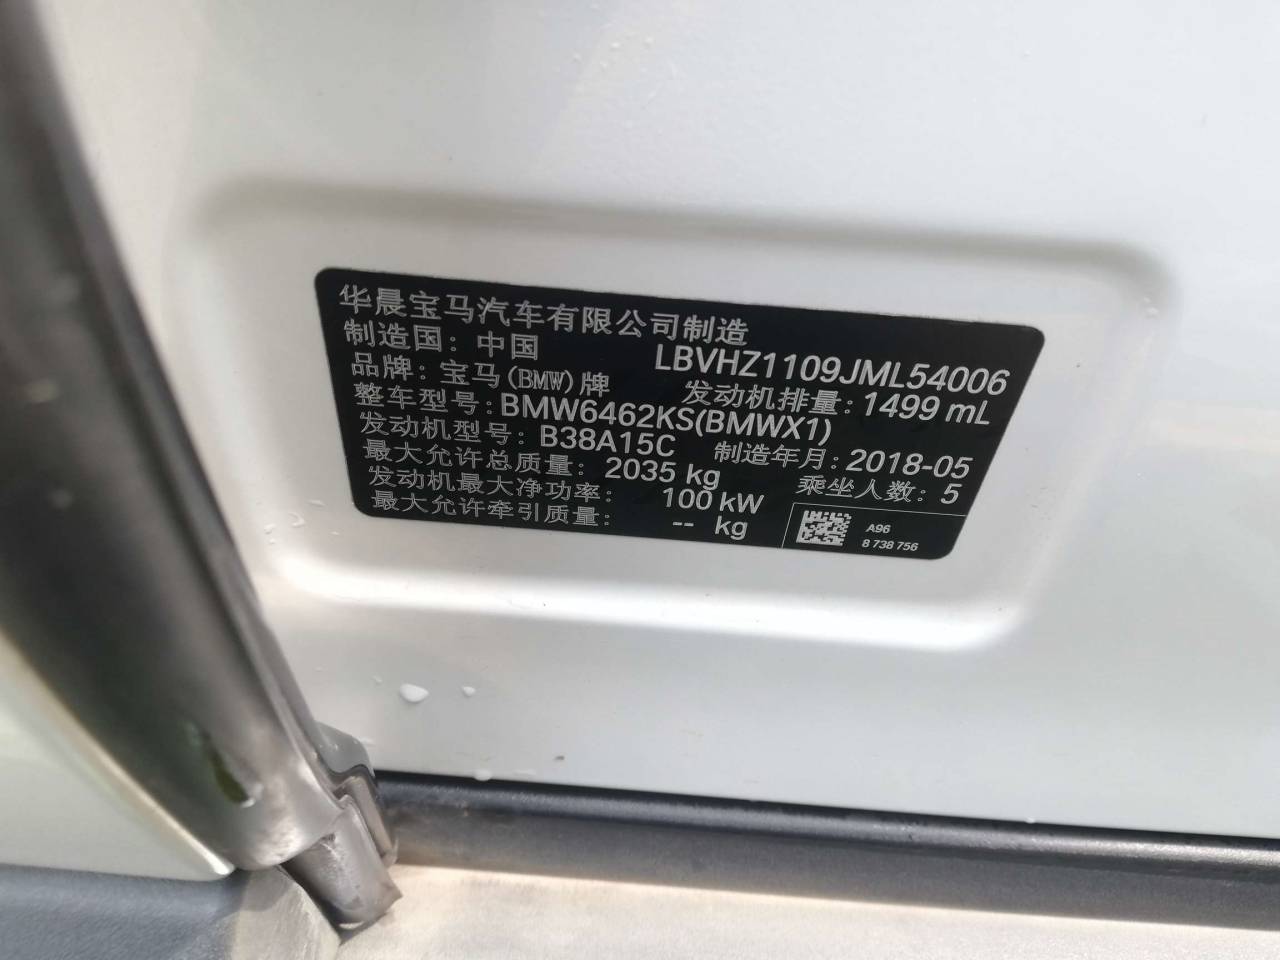 华晨宝马汽车有限公司制造
制造国: 中国 LBVHZ1109JML54006
品牌: 宝马(BMW)牌 发动机排量: 1499 mL
整车型号: BMW6462KS(BMWX1)
发动机型号: B38A15C 制造年月: 2018-05
最大允许总质量: 2035 kg 乘坐人数: 5
发动机最大净功率: 100 kW
最大允许牵引质量: -- kg
A96
8 738 756